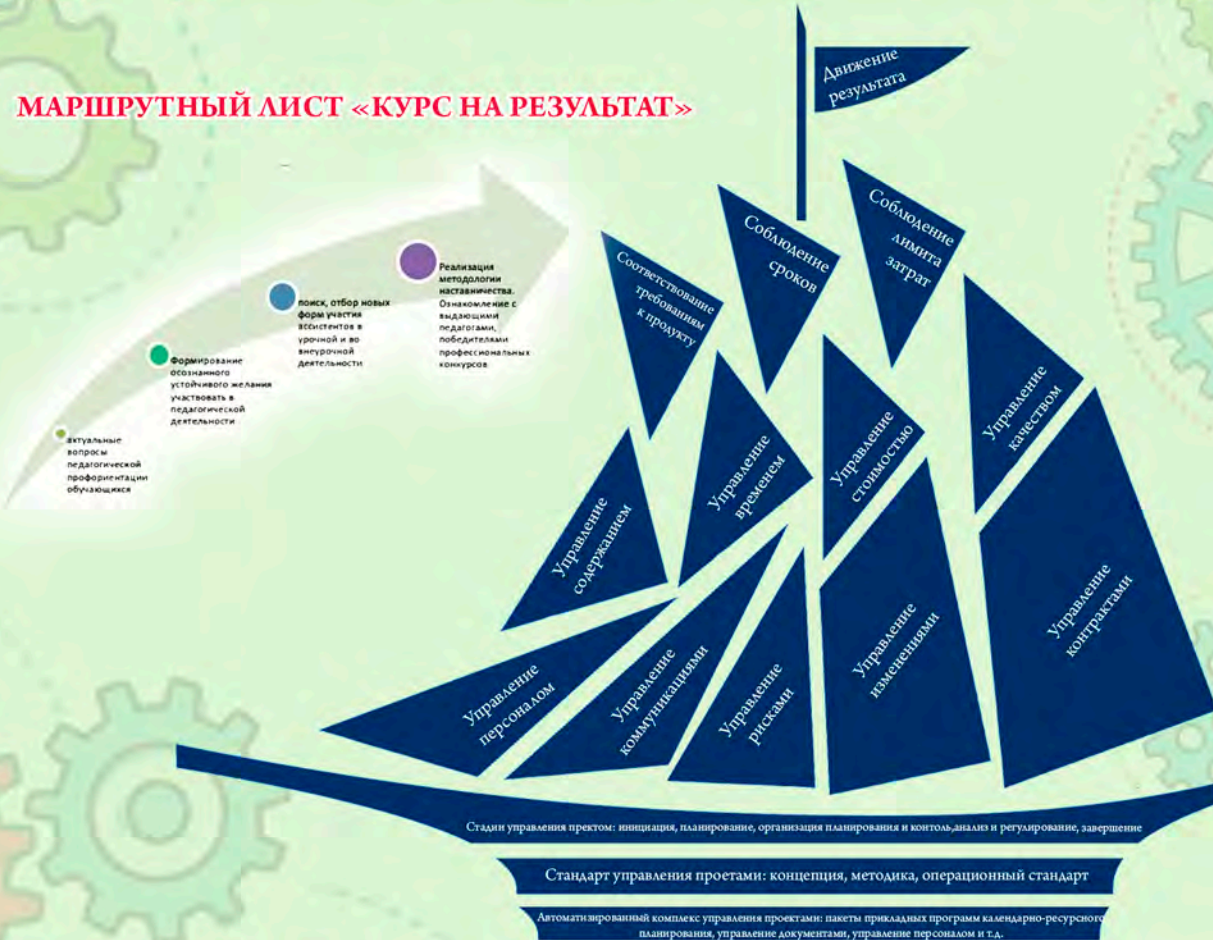 МАРШРУТНЫЙ ЛИСТ «КУРС НА РЕЗУЛЬТАТ»
Движение
результата
Соответствование
требованиям
к продукту
Соблюдение
сроков
Соблюдение
лимита
затрат
Реализация
методологии
наставничества.
Ознакомление с
выдающими
педагогами,
победителями
профессиональных
конкурсов
поиск, отбор новых
форм участия
ассистентов в
урочной и во
внеурочной
деятельности
Формирование
осознанного
устойчивого желания
участвовать в
педагогической
деятельности
актуальные
вопросы
педагогической
профориентации
обучающихся
Управление
содержанием
Управление
временем
Управление
стоимостью
Управление
качеством
Управление
персоналом
Управление
коммуникациями
Управление
рисками
Управление
изменениями
Управление
контрактами
Стадии управления пректом: инициация, планирование, организация планирования и контоль,анализ и регулирование, завершение
Стандарт управления проетами: концепция, методика, операционный стандарт
Автоматизированный комплекс управления проектами: пакеты прикладных программ календарно-ресурсного
планирования, управление документами, управление персоналом и т.д.